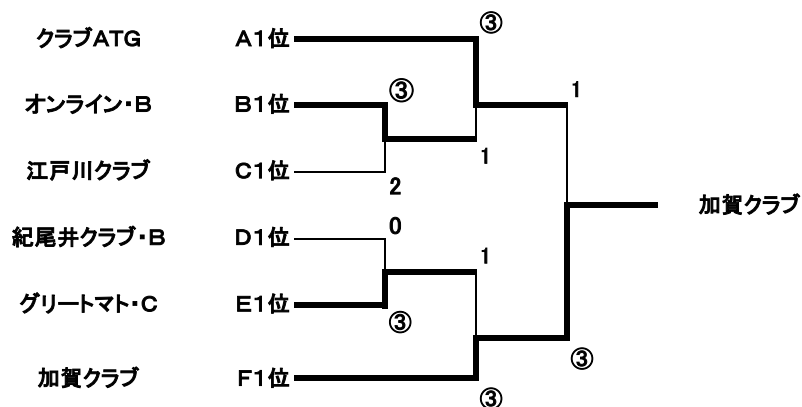 ③
クラブATG A1位
1
オンライン・B B1位 ③
1
江戸川クラブ C1位
2
加賀クラブ
0
紀尾井クラブ・B D1位
1
グリートマト・C E1位
③
③
加賀クラブ F1位
③